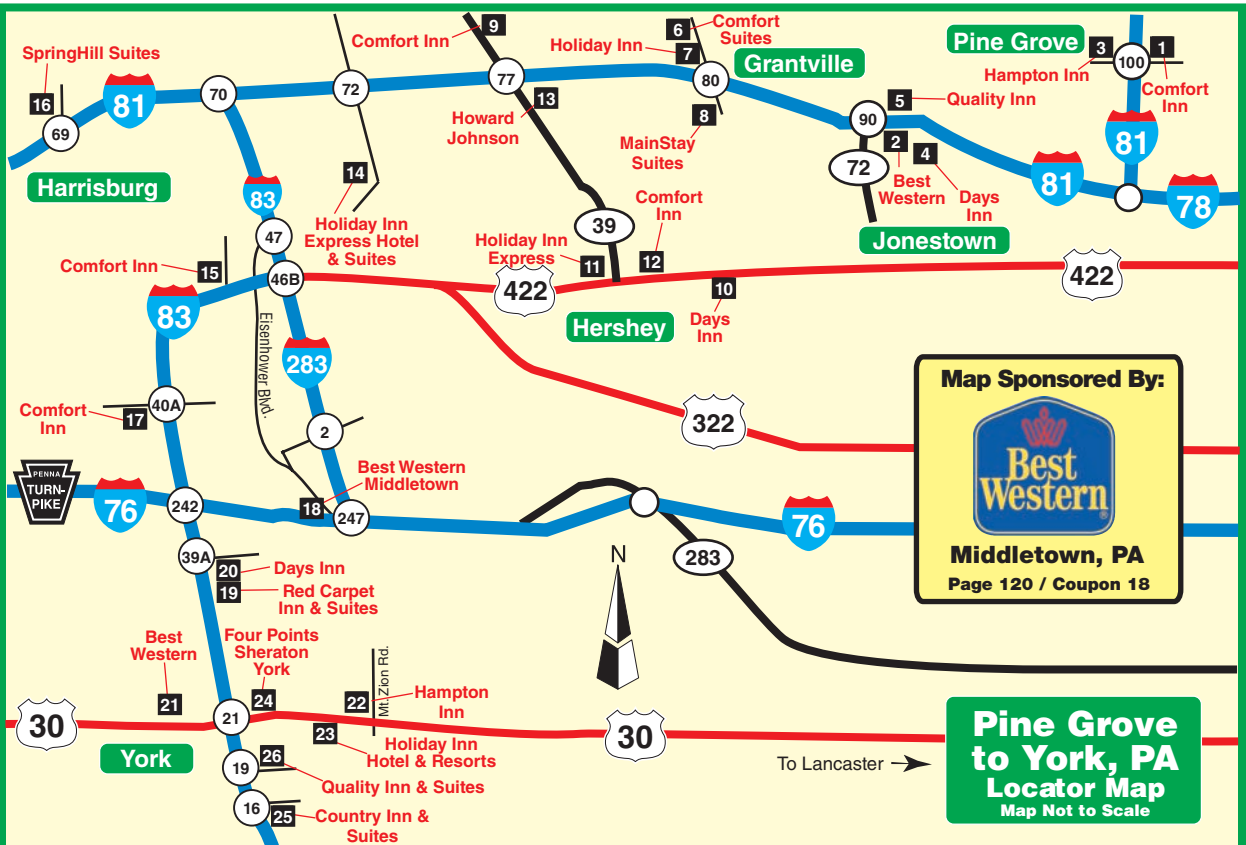 SpringHill Suites
16
69
81
70
72
Comfort Inn
9
77
13
Howard
Johnson
Holiday Inn
6
7
Comfort
Suites
80
Grantville
8
MainStay
Suites
Pine Grove
3
1
100
Hampton Inn
Comfort
Inn
5
Quality Inn
90
2
4
72
Best
Western
Days
Inn
81
81
78
Jonestown
Harrisburg
83
14
Holiday Inn
Express Hotel
& Suites
47
39
Comfort
Inn
12
Holiday Inn
Express
11
Comfort Inn
15
46B
422
422
10
Days
Inn
Hershey
83
Eisenhower Blvd.
283
322
40A
Comfort
Inn
17
2
PENNA
TURN-
PIKE
76
242
Best Western
Middletown
18
247
76
283
39A
20
Days Inn
19
Red Carpet
Inn & Suites
N
Map Sponsored By:
Best
Western
®
Middletown, PA
Page 120 / Coupon 18
Best
Western
21
Four Points
Sheraton
York
24
22
Mt. Zion Rd.
Hampton
Inn
30
21
23
Holiday Inn
Hotel & Resorts
30
York
19
26
Quality Inn & Suites
16
25
Country Inn &
Suites
To Lancaster
Pine Grove
to York, PA
Locator Map
Map Not to Scale